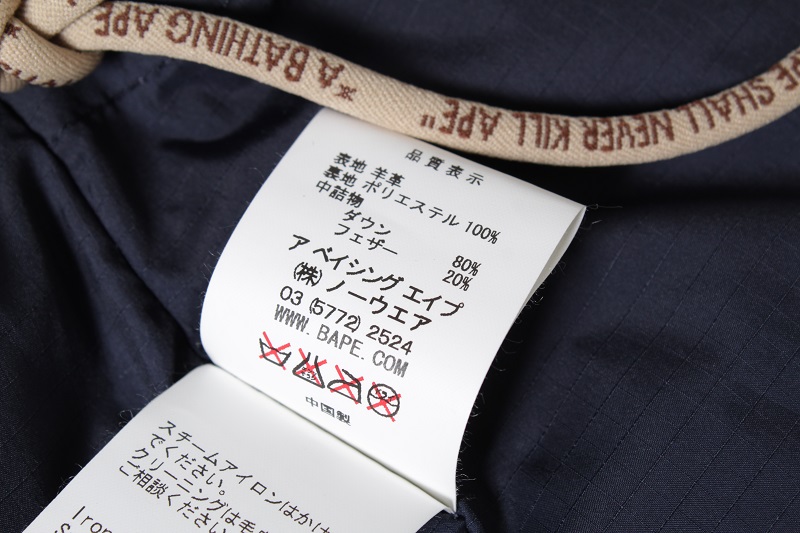 * A BATHING APE
APE SHALL NEVER KILL APE"
品質表示
表地 羊革
裏地 ポリエステル 100%
中詰物
ダウン 80%
フェザー 20%
ア ベイシング エイプ
(株) ノーウエア
03 (5772) 2524
WWW. BAPE. COM
中国製
スチームアイロンはかけ
でください。
クリーニングは毛
ご相談ください
Iron